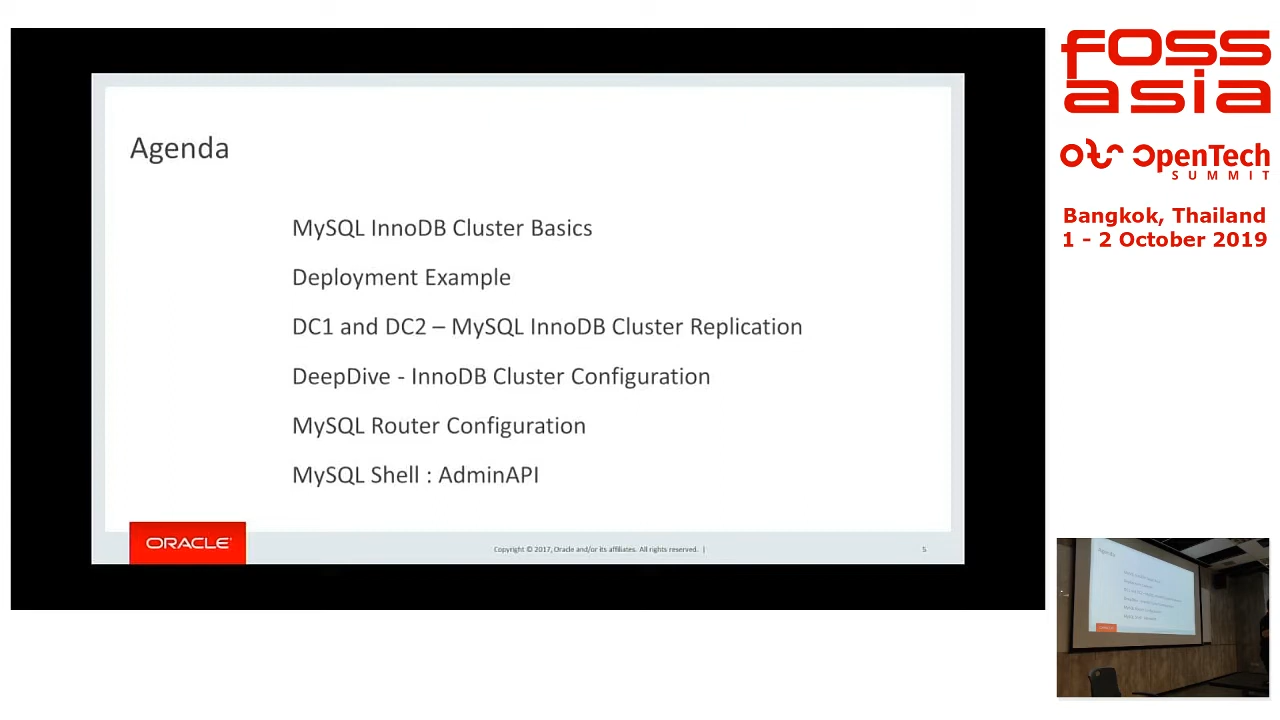 Agenda
MySQL InnoDB Cluster Basics
Deployment Example
DC1 and DC2 – MySQL InnoDB Cluster Replication
DeepDive - InnoDB Cluster Configuration
MySQL Router Configuration
MySQL Shell : AdminAPI
ORACLE
Copyright © 2017, Oracle and/or its affiliates. All rights reserved. |
5
FOSS
asia
OpenTech
SUMMIT
Bangkok, Thailand
1 - 2 October 2019